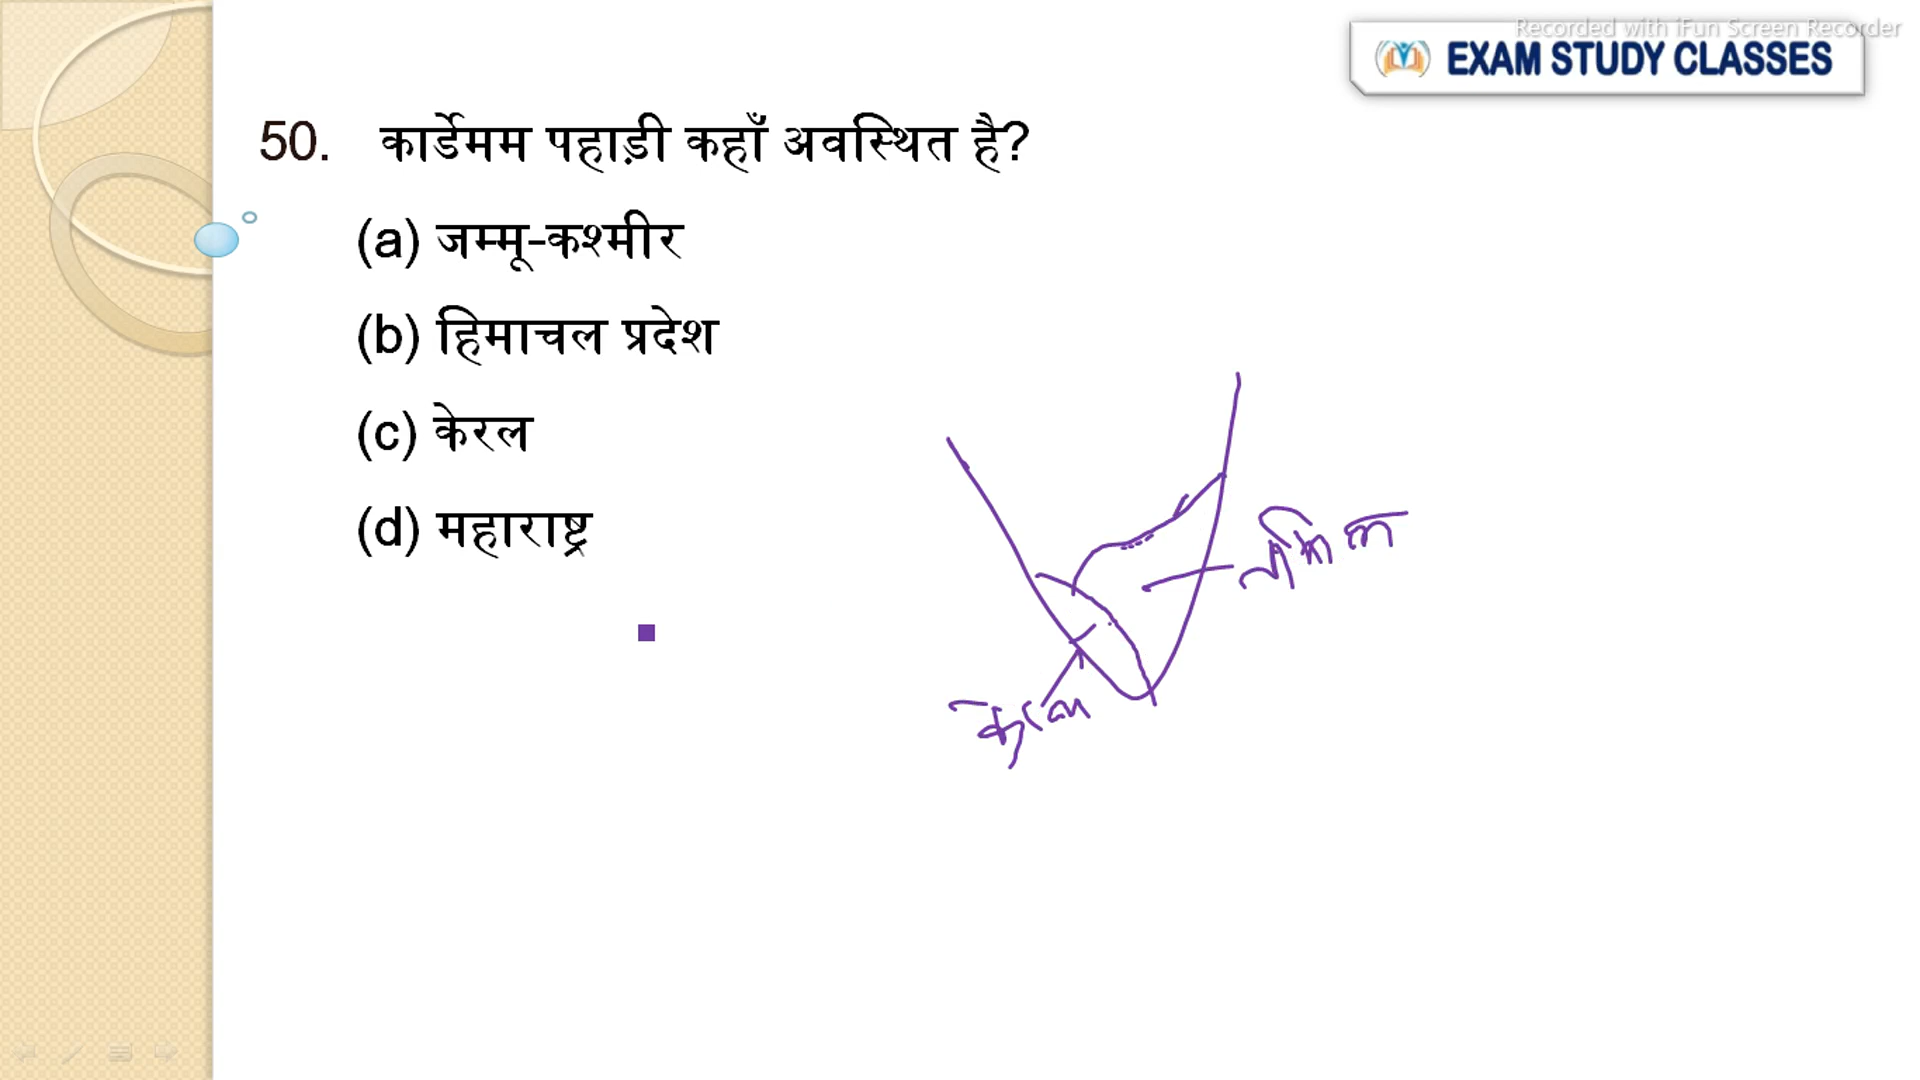 Recorded with iFun Screen Recorder
EXAM STUDY CLASSES
50. कार्डेमम पहाड़ी कहाँ अवस्थित है?
(a) जम्मू-कश्मीर
(b) हिमाचल प्रदेश
(c) केरल
(d) महाराष्ट्र
केरल